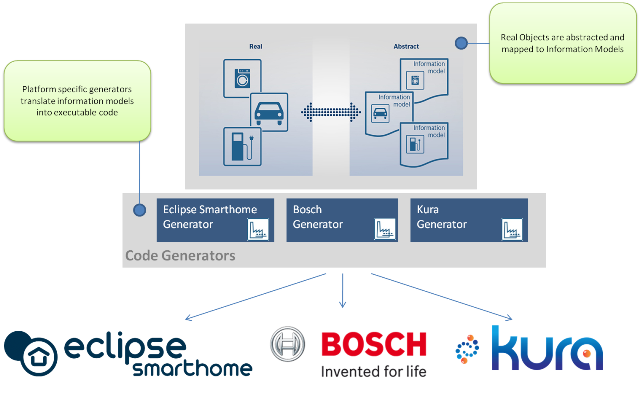 Real
Abstract
Information
model
Information
model
Information
model
Real Objects are abstracted and
mapped to Information Models
Platform specific generators
translate information models
into executable code
Eclipse Smarthome
Generator
Bosch
Generator
Kura
Generator
Code Generators
eclipse
smarthome
BOSCH
Invented for life
kura